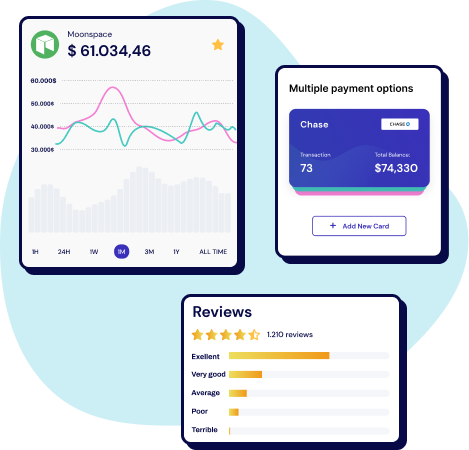 Moonspace
$ 61.034,46
60.000$
50.000€
40.000€
30.000€
1H 24H 1W 1M 3M 1Y ALL TIME
Multiple payment options
Chase
CHASE
Transaction Total Balance:
73 $74,330
+ Add New Card
Reviews
1.210 reviews
Exellent
Very good
Average
Poor
Terrible